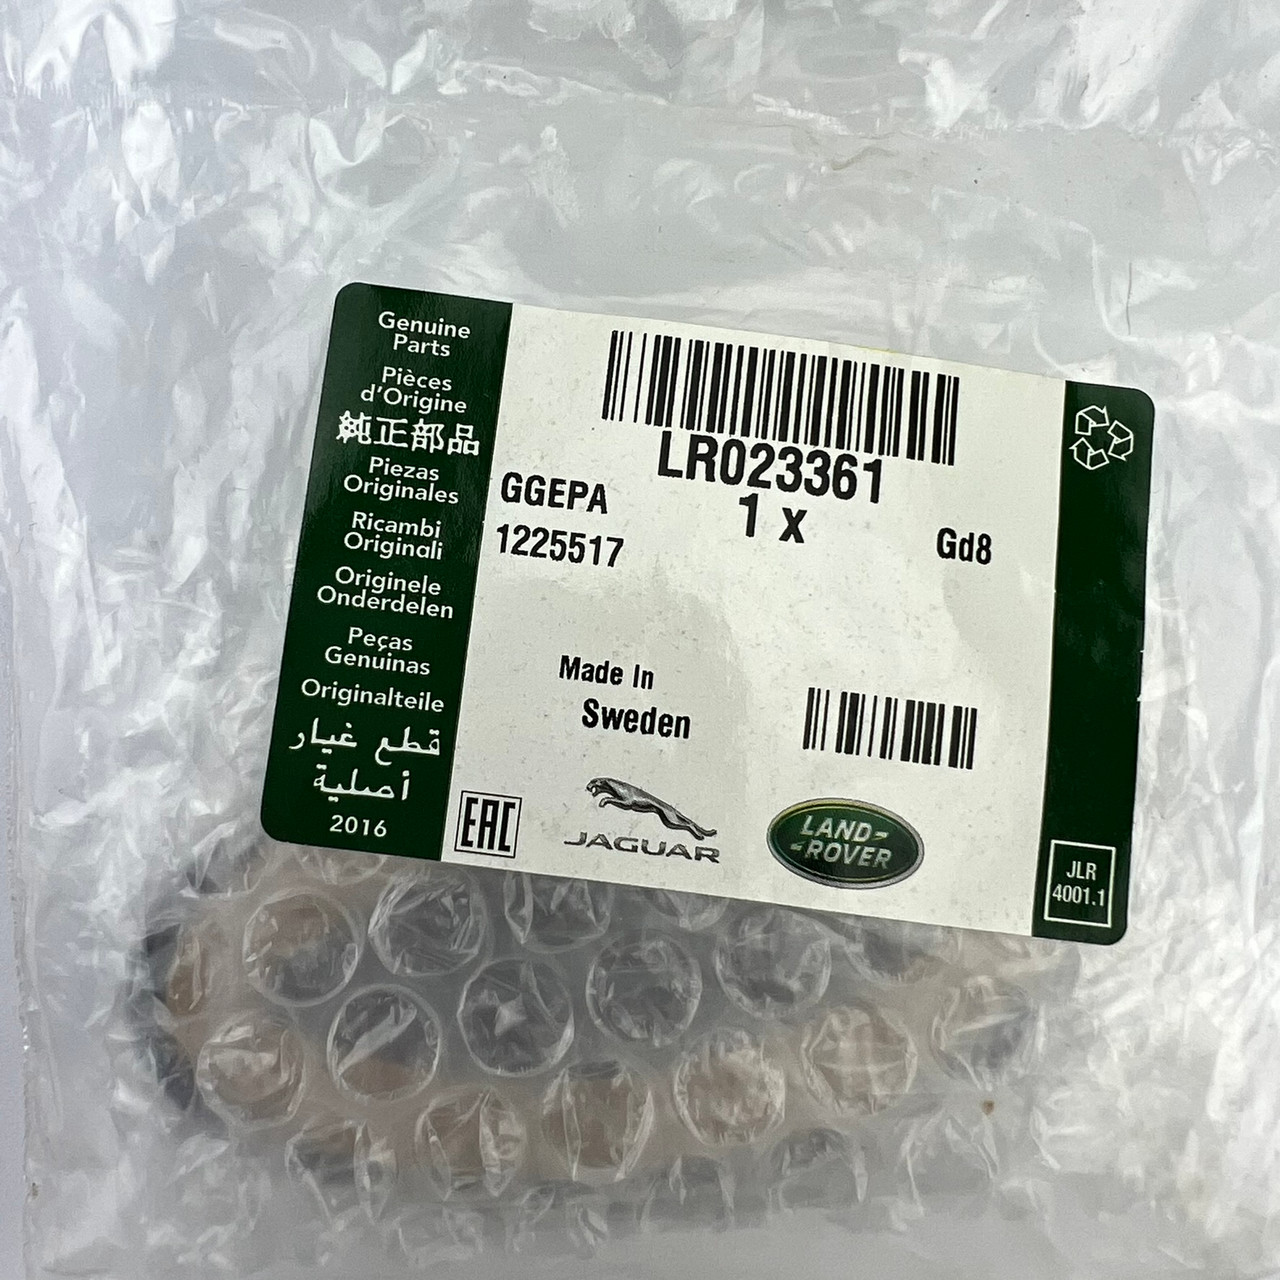 Genuine
Parts
Pièces
d'Origine
純正部品
Piezas
Originales
Ricambi
Originali
Originele
Onderdelen
Peças
Genuinas
Originalteile
قطع غيار
أصلية
2016
LR023361
1 x
GGEPA
1225517
Gd8
Made In
Sweden
EAC
JAGUAR
LAND-
-ROVER
JLR
4001.1